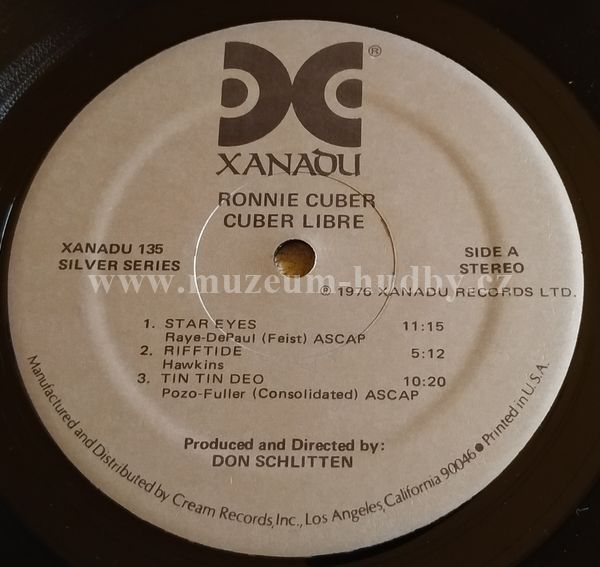 ®
XANADU
RONNIE CUBER
CUBER LIBRE
XANADU 135
SILVER SERIES
SIDE A
STEREO
www.muzeum-hudby.cz
℗ 1976 XANADU RECORDS LTD.
1. STAR EYES 11:15
Raye-DePaul (Feist) ASCAP
2. RIFFTIDE 5:12
Hawkins
3. TIN TIN DEO 10:20
Pozo-Fuller (Consolidated) ASCAP
Produced and Directed by:
DON SCHLITTEN
Manufactured and Distributed by Cream Records, Inc., Los Angeles, California 90046 ● Printed in U.S.A.